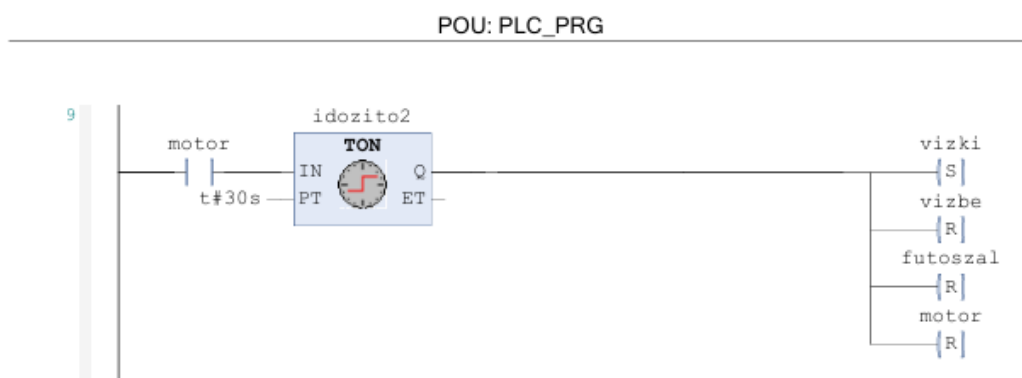 POU: PLC_PRG
9
idozito2
motor
TON
vizki
IN
Q
S
t#30s
PT
ET
vizbe
R
futoszal
R
motor
R